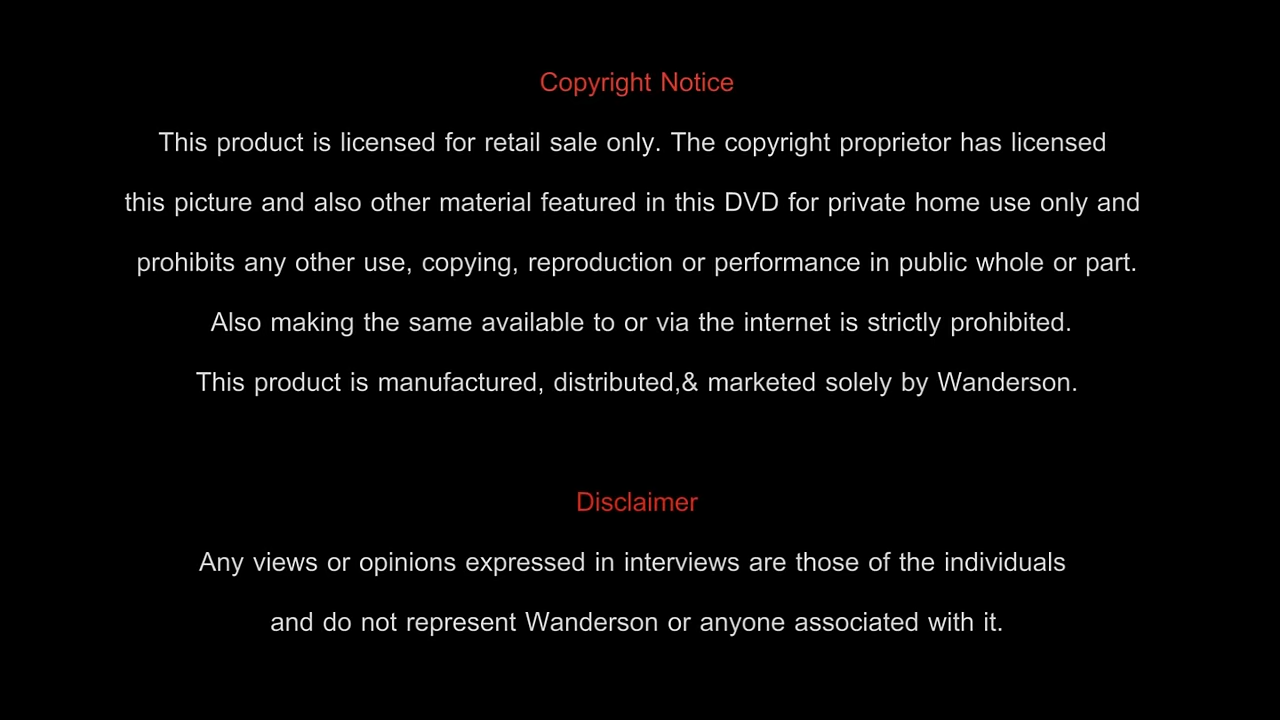 Copyright Notice
This product is licensed for retail sale only. The copyright proprietor has licensed
this picture and also other material featured in this DVD for private home use only and
prohibits any other use, copying, reproduction or performance in public whole or part.
Also making the same available to or via the internet is strictly prohibited.
This product is manufactured, distributed,& marketed solely by Wanderson.
Disclaimer
Any views or opinions expressed in interviews are those of the individuals
and do not represent Wanderson or anyone associated with it.